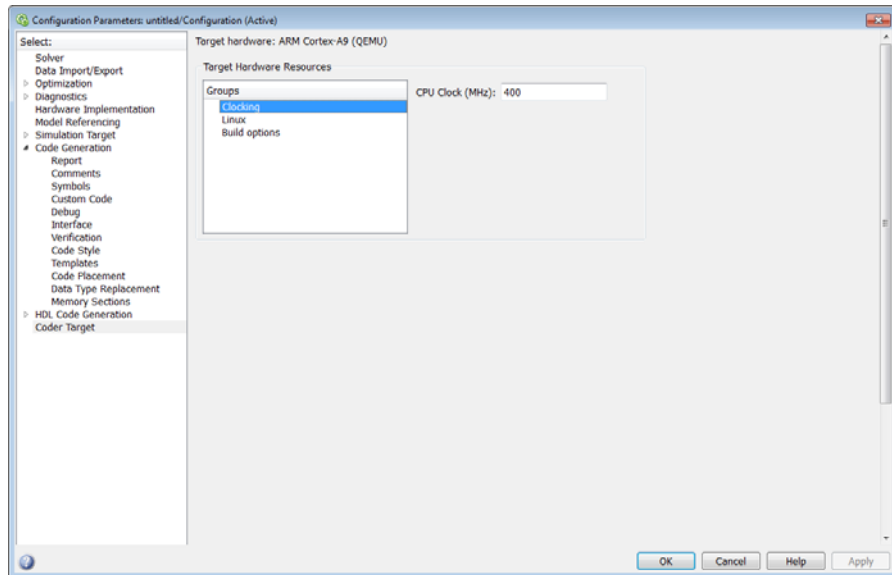 Configuration Parameters: untitled/Configuration (Active)
Select:
Solver
Data Import/Export
Optimization
Diagnostics
Hardware Implementation
Model Referencing
Simulation Target
Code Generation
Report
Comments
Symbols
Custom Code
Debug
Interface
Verification
Code Style
Templates
Code Placement
Data Type Replacement
Memory Sections
HDL Code Generation
Coder Target
Target hardware: ARM Cortex-A9 (QEMU)
Target Hardware Resources
Groups
Clocking
Linux
Build options
CPU Clock (MHz): 400
OK Cancel Help Apply